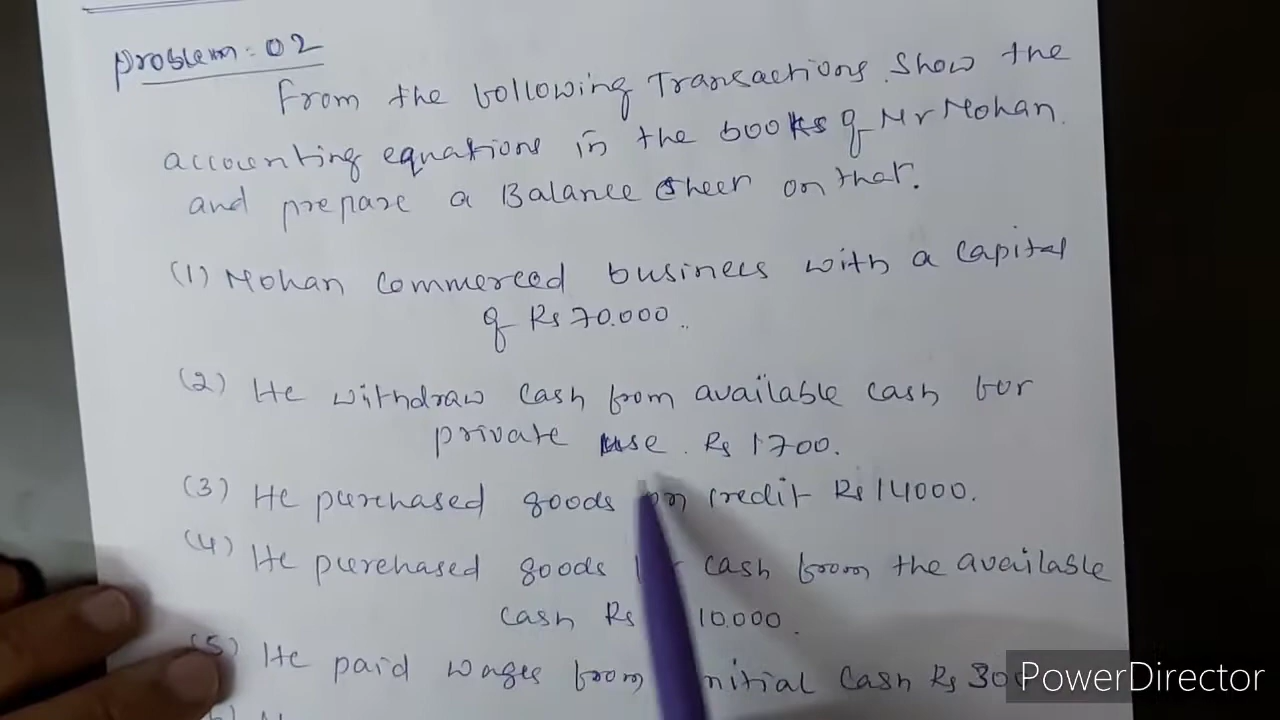 Problem: 02
From the following Transactions. Show the
accounting equations in the books of Mr Mohan.
and prepare a Balance Sheet on that.
(1) Mohan commerced business with a capital
of Rs 70.000.
(2) He withdraw cash from available cash for
private use. Rs 1700.
(3) He purchased goods on credit Rs 14000.
(4) He purchased goods cash from the available
cash Rs 10.000.
(5) He paid wages from initial cash Rs
PowerDirector